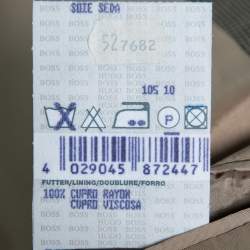 SOIE SEDA
527682
105 10
P
4 029045 872447
FUTTER/LINING/DOUBLURE/FORRO
100% CUPRO RAYON
CUPRO VISCOSA